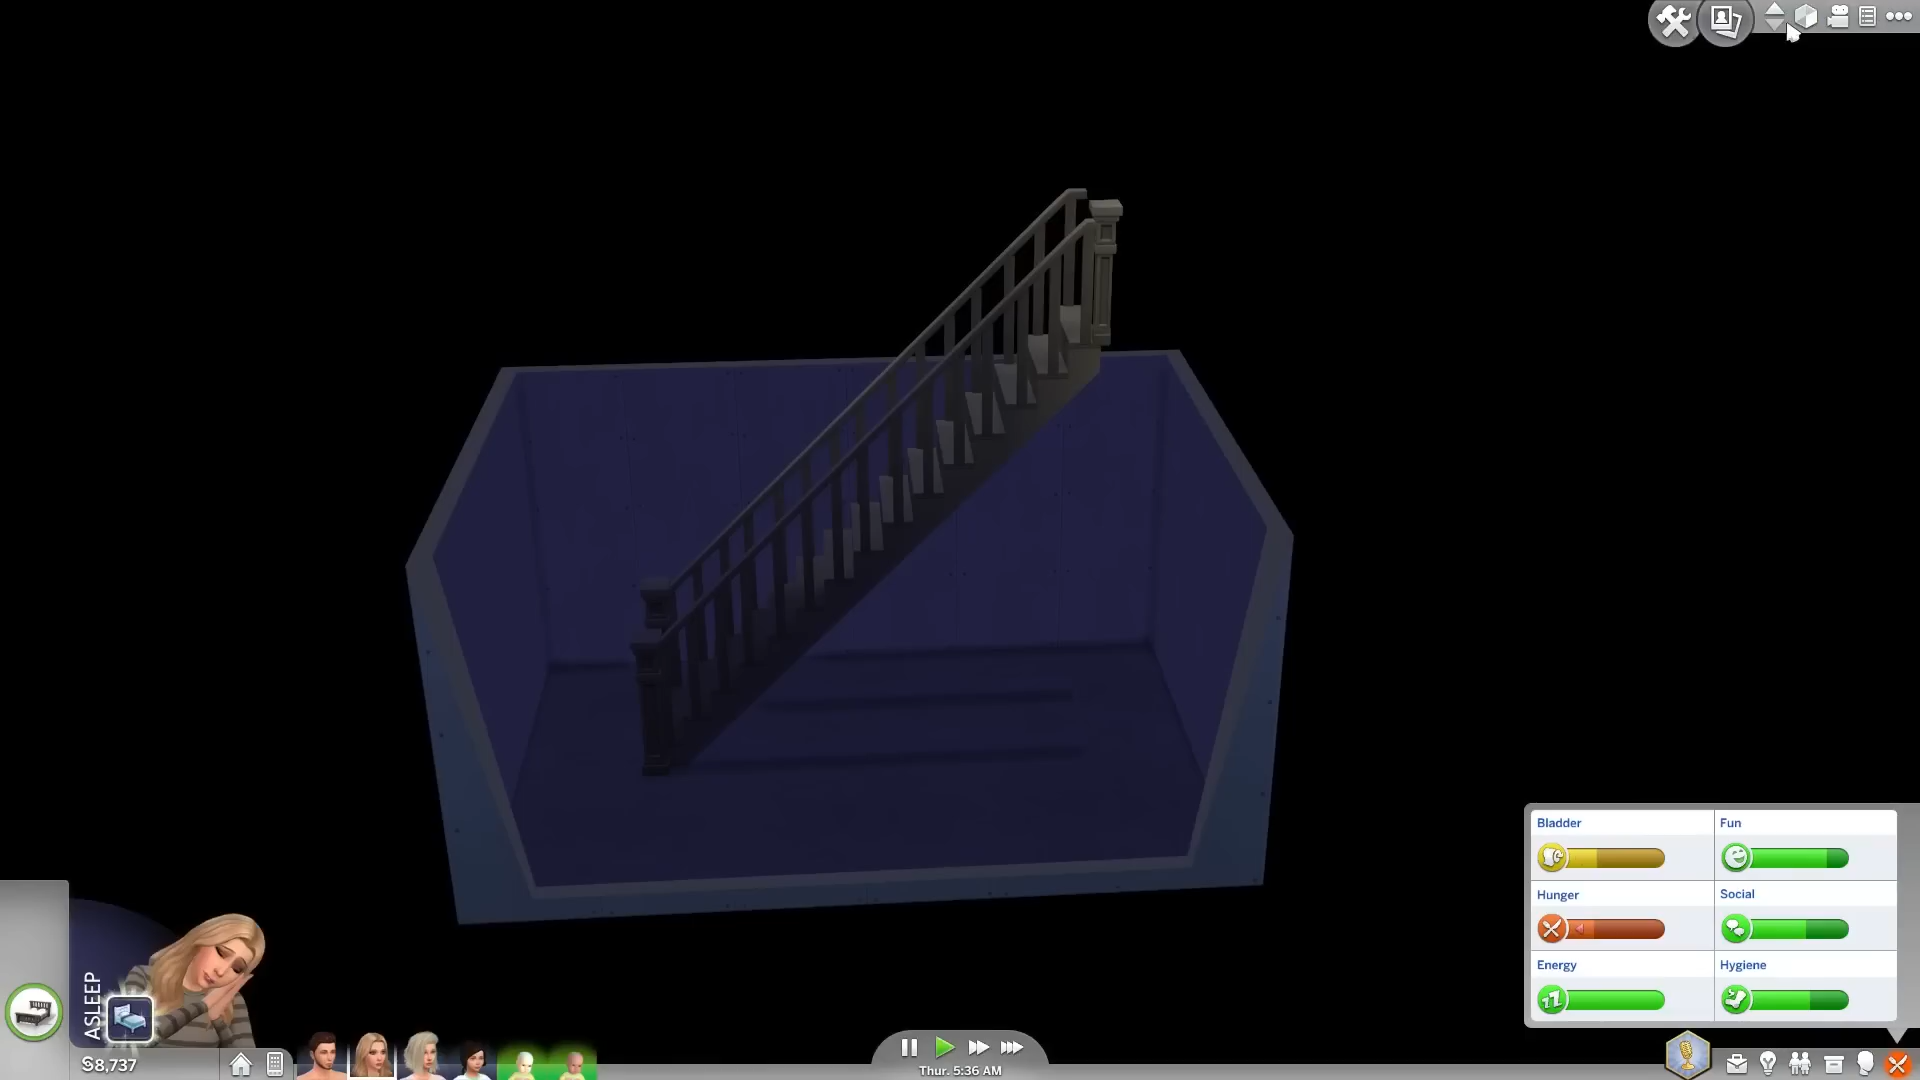 Bladder
Fun
Hunger
Social
Energy
Hygiene
ASLEEP
§8,737
Thur. 5:36 AM